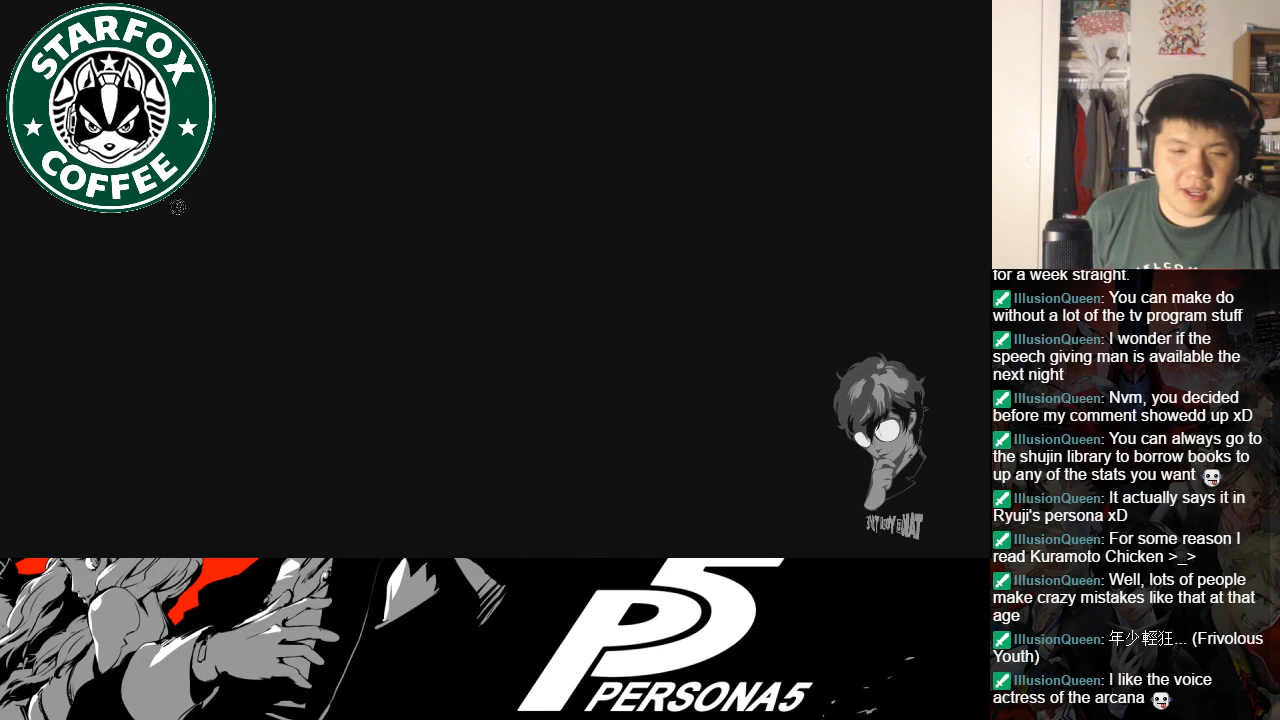 STARFOX
COFFEE
TAKE YOUR TIME
P5
PERSONA5
WELCOM
for a week straight.
IllusionQueen: You can make do
without a lot of the tv program stuff
IllusionQueen: I wonder if the
speech giving man is available the
next night
IllusionQueen: Nvm, you decided
before my comment showedd up xD
IllusionQueen: You can always go to
the shujin library to borrow books to
up any of the stats you want
IllusionQueen: It actually says it in
Ryuji's persona xD
IllusionQueen: For some reason I
read Kuramoto Chicken >_>
IllusionQueen: Well, lots of people
make crazy mistakes like that at that
age
IllusionQueen: 年少輕狂... (Frivolous
Youth)
IllusionQueen: I like the voice
actress of the arcana